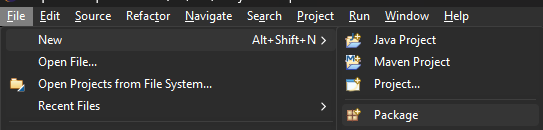 File Edit Source Refactor Navigate Search Project Run Window Help
New Alt+Shift+N
Open File...
Open Projects from File System...
Recent Files
Java Project
Maven Project
Project...
Package